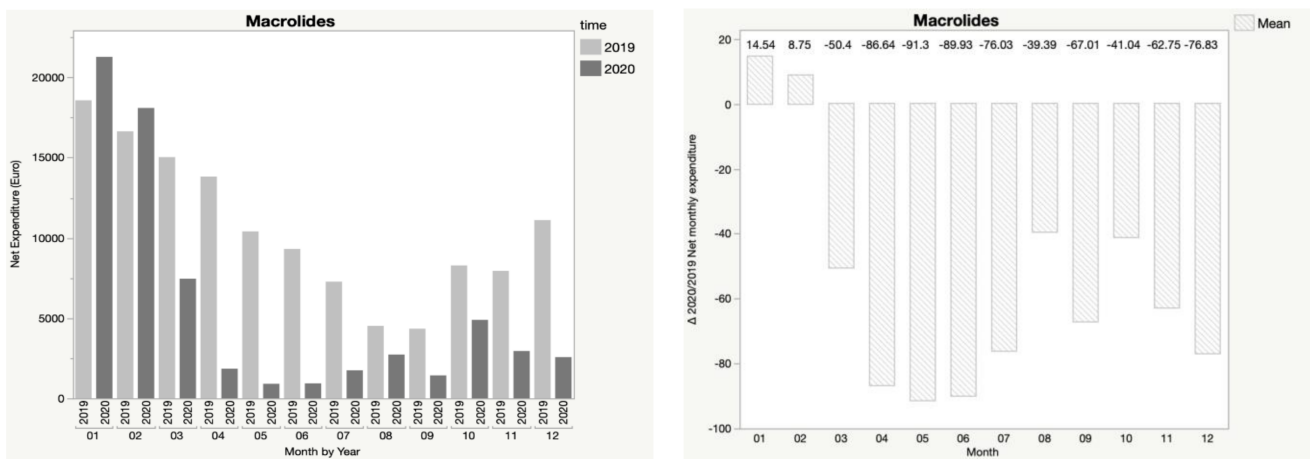 Macrolides
time
2019
2020
Net Expenditure (Euro)
20000
15000
10000
5000
0
2019 2020 2019 2020 2019 2020 2019 2020 2019 2020 2019 2020 2019 2020 2019 2020 2019 2020 2019 2020 2019 2020 2019 2020
01 02 03 04 05 06 07 08 09 10 11 12
Month by Year
Macrolides
Mean
Δ 2020/2019 Net monthly expenditure
14.54 8.75 -50.4 -86.64 -91.3 -89.93 -76.03 -39.39 -67.01 -41.04 -62.75 -76.83
20
0
-20
-40
-60
-80
-100
01 02 03 04 05 06 07 08 09 10 11 12
Month